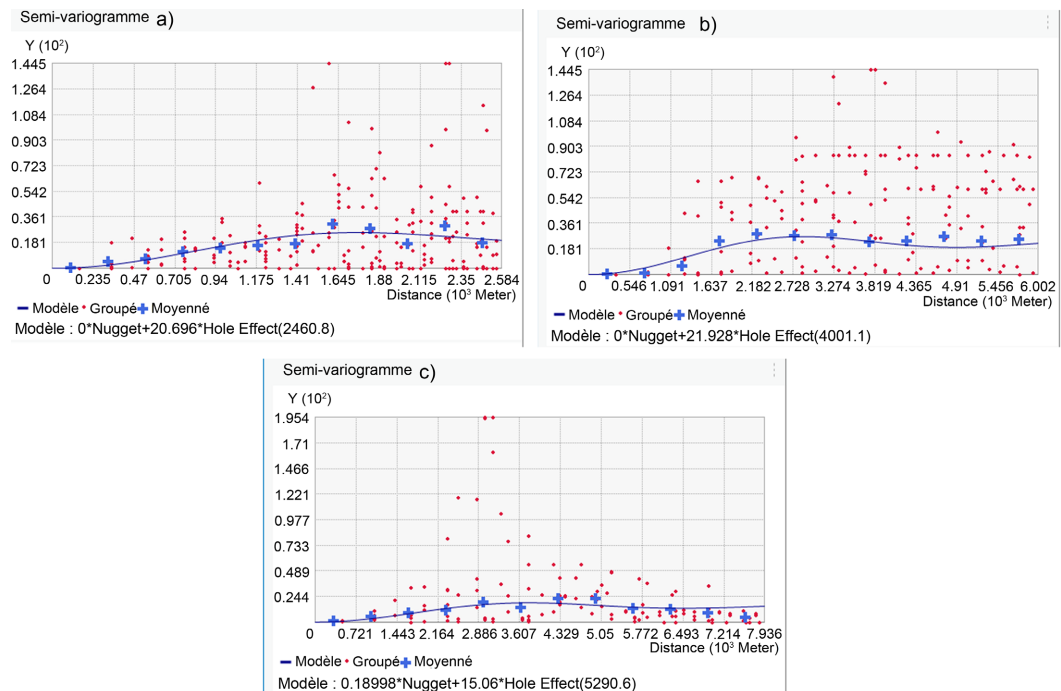 Semi-variogramme a)
Y (10²)
1.445
1.264
1.084
0.903
0.723
0.542
0.361
0.181
0 0.235 0.47 0.705 0.94 1.175 1.41 1.645 1.88 2.115 2.35 2.584
Distance (10³ Meter)
Modèle Groupé Moyenné
Modèle : 0*Nugget+20.696*Hole Effect(2460.8)
Semi-variogramme b)
Y (10²)
1.445
1.264
1.084
0.903
0.723
0.542
0.361
0.181
0 0.546 1.091 1.637 2.182 2.728 3.274 3.819 4.365 4.91 5.456 6.002
Distance (10³ Meter)
Modèle Groupé Moyenné
Modèle : 0*Nugget+21.928*Hole Effect(4001.1)
Semi-variogramme c)
Y (10²)
1.954
1.71
1.466
1.221
0.977
0.733
0.489
0.244
0 0.721 1.443 2.164 2.886 3.607 4.329 5.05 5.772 6.493 7.214 7.936
Distance (10³ Meter)
Modèle Groupé Moyenné
Modèle : 0.18998*Nugget+15.06*Hole Effect(5290.6)